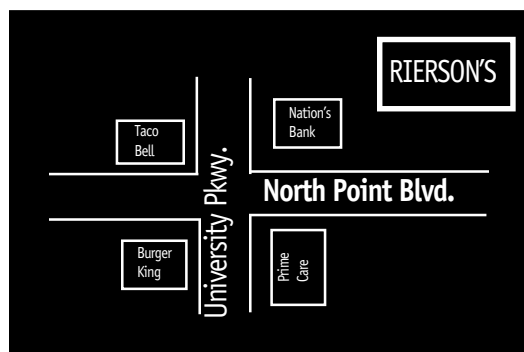 RIERSON'S
Nation's
Bank
Taco
Bell
University Pkwy.
North Point Blvd.
Burger
King
Prime
Care